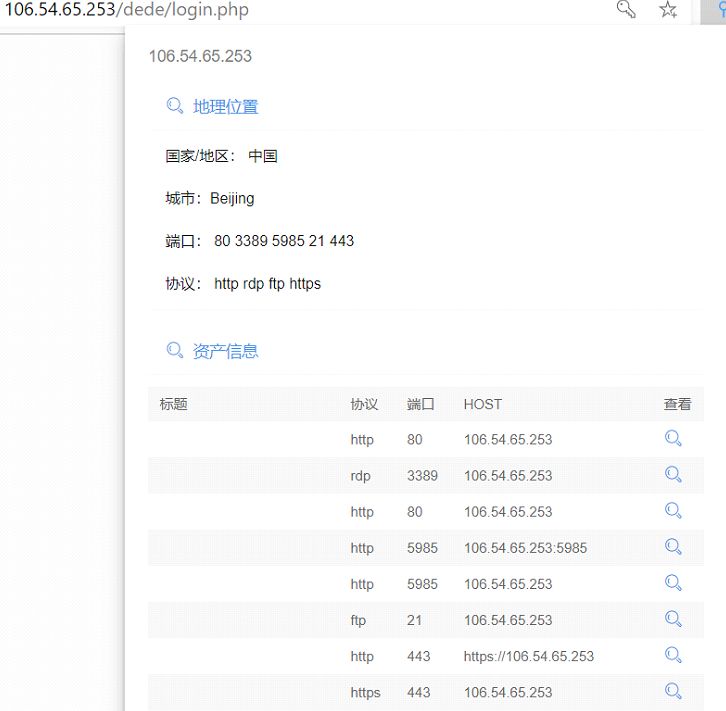 106.54.65.253/dede/login.php
106.54.65.253
地理位置
国家/地区： 中国
城市：Beijing
端口： 80 3389 5985 21 443
协议： http rdp ftp https
资产信息
标题 协议 端口 HOST 查看
http 80 106.54.65.253
rdp 3389 106.54.65.253
http 80 106.54.65.253
http 5985 106.54.65.253:5985
http 5985 106.54.65.253
ftp 21 106.54.65.253
http 443 https://106.54.65.253
https 443 106.54.65.253